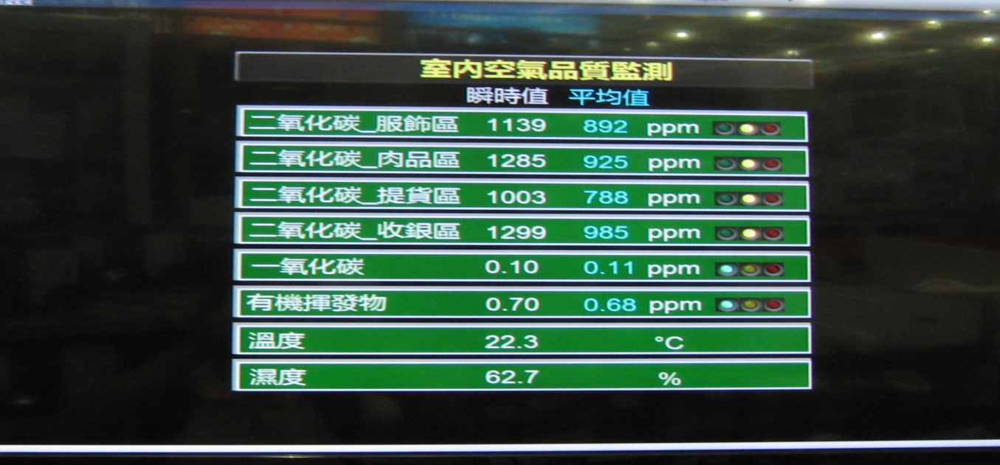 室內空氣品質監測
瞬時值 平均值
二氧化碳_服飾區 1139 892 ppm
二氧化碳_肉品區 1285 925 ppm
二氧化碳_提貨區 1003 788 ppm
二氧化碳_收銀區 1299 985 ppm
一氧化碳 0.10 0.11 ppm
有機揮發物 0.70 0.68 ppm
溫度 22.3 °C
濕度 62.7 %